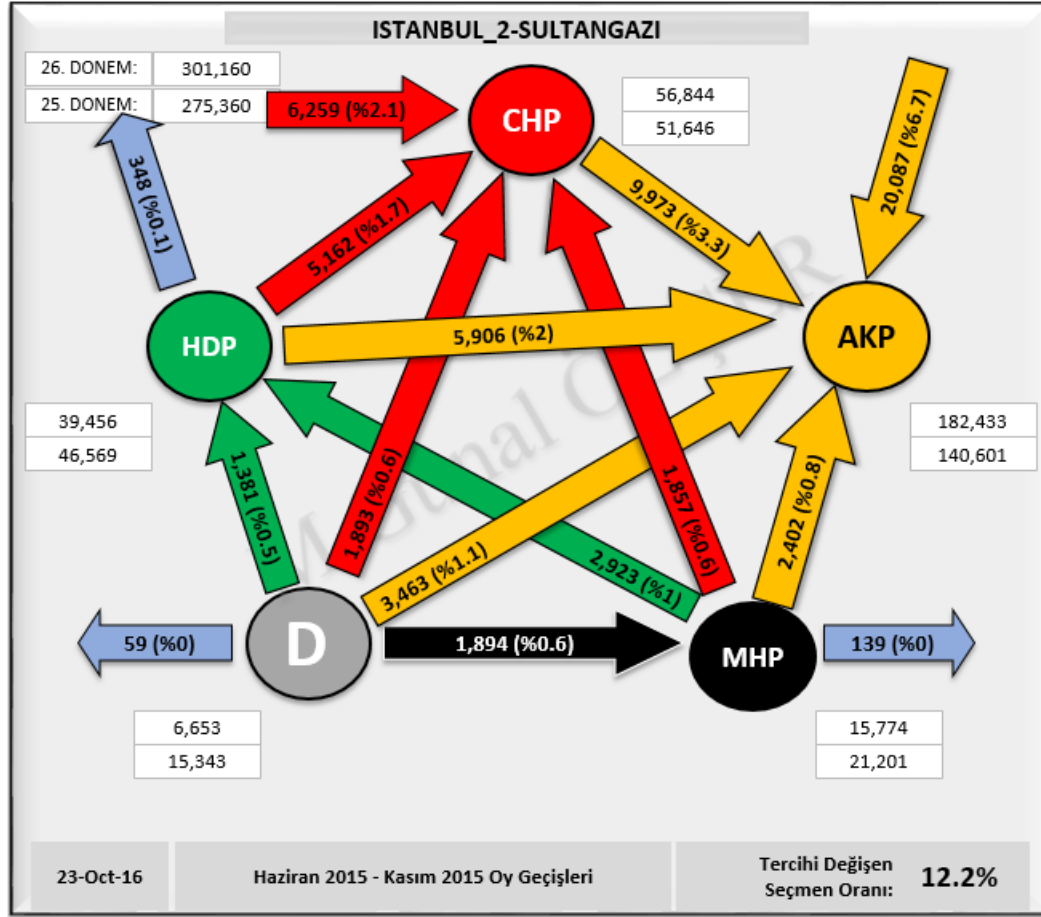 ISTANBUL_2-SULTANGAZI
26. DONEM: 301,160
25. DONEM: 275,360
6,259 (%2.1)
CHP
56,844
51,646
20,087 (%6.7)
348 (%0.1)
5,162 (%1.7)
9,973 (%3.3)
HDP
5,906 (%2)
AKP
39,456
46,569
182,433
140,601
1,381 (%0.5)
1,893 (%0.6)
1,857 (%0.6)
2,402 (%0.8)
3,463 (%1.1)
2,923 (%1)
59 (%0)
D
1,894 (%0.6)
MHP
139 (%0)
6,653
15,343
15,774
21,201
23-Oct-16
Haziran 2015 - Kasım 2015 Oy Geçişleri
Tercihi Değişen
Seçmen Oranı:
12.2%